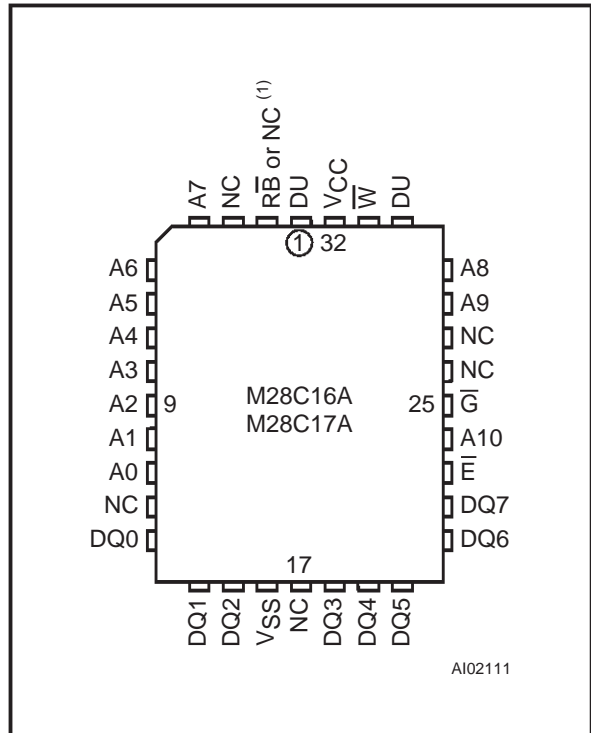 A7
NC
R̅B̅ or NC (1)
DU
VCC
W̅
DU
1 32
A6
A5
A4
A3
A2
A1
A0
NC
DQ0
9
M28C16A
M28C17A
25
A8
A9
NC
NC
G̅
A10
E̅
DQ7
DQ6
17
DQ1
DQ2
VSS
NC
DQ3
DQ4
DQ5
AI02111